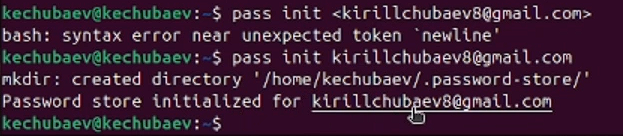 kechubaev@kechubaev:~$ pass init <kirillchubaev8@gmail.com>
bash: syntax error near unexpected token `newline'
kechubaev@kechubaev:~$ pass init kirillchubaev8@gmail.com
mkdir: created directory '/home/kechubaev/.password-store/'
Password store initialized for kirillchubaev8@gmail.com
kechubaev@kechubaev:~$